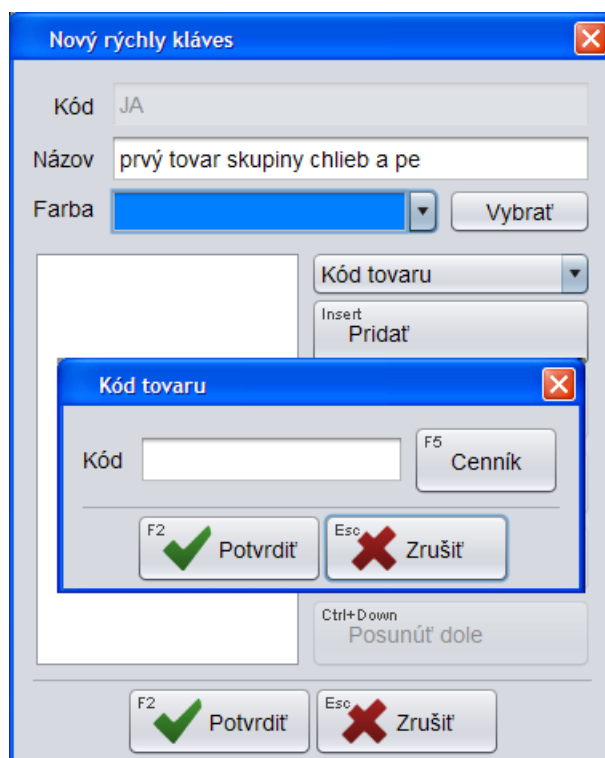 Nový rýchly kláves
Kód JA
Názov prvý tovar skupiny chlieb a pe
Farba Vybrať
Kód tovaru
Insert
Pridať
Kód tovaru
Kód F5 Cenník
F2 Potvrdiť Esc Zrušiť
Ctrl+Down
Posunúť dole
F2 Potvrdiť Esc Zrušiť